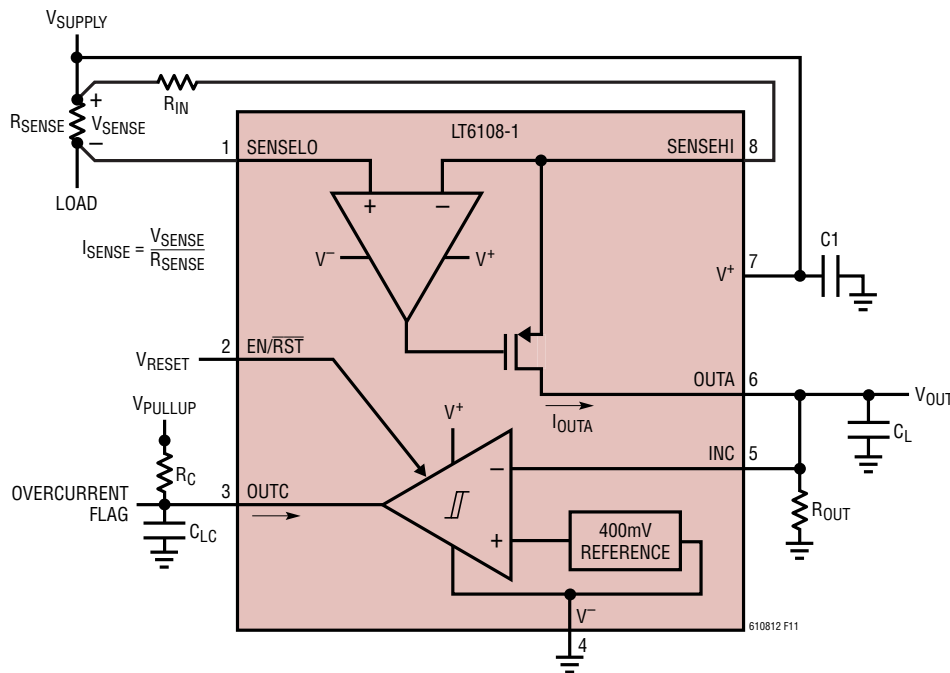 VSUPPLY
RIN
RSENSE
+
VSENSE
–
LOAD
ISENSE = VSENSE
RSENSE
LT6108-1
1 SENSELO
SENSEHI 8
+ –
V– V+
C1
V+ 7
2 EN/RST
VRESET
OUTA 6
VOUT
IOUTA
CL
VPULLUP
RC
V+
INC 5
–
3 OUTC
OVERCURRENT
FLAG
CLC
ROUT
+
400mV
REFERENCE
V–
4
610812 F11